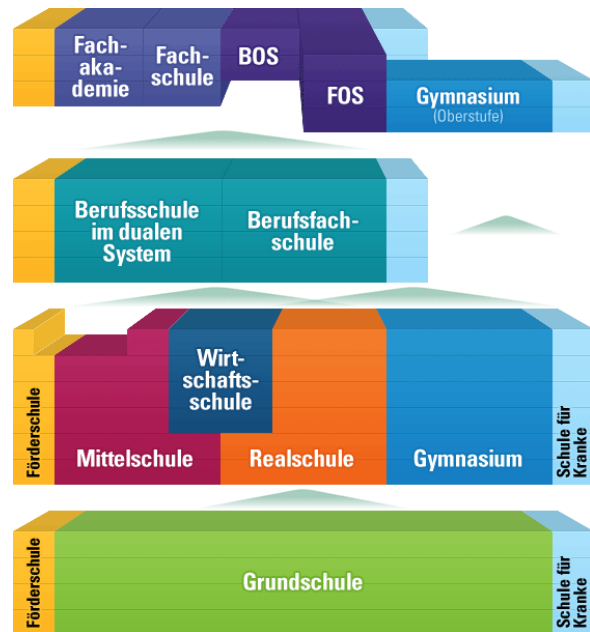 Fach-
aka-
demie
Fach-
schule
BOS
FOS
Gymnasium
(Oberstufe)
Berufsschule
im dualen
System
Berufsfach-
schule
Förderschule
Mittelschule
Wirt-
schafts-
schule
Realschule
Gymnasium
Schule für
Kranke
Förderschule
Grundschule
Schule für
Kranke